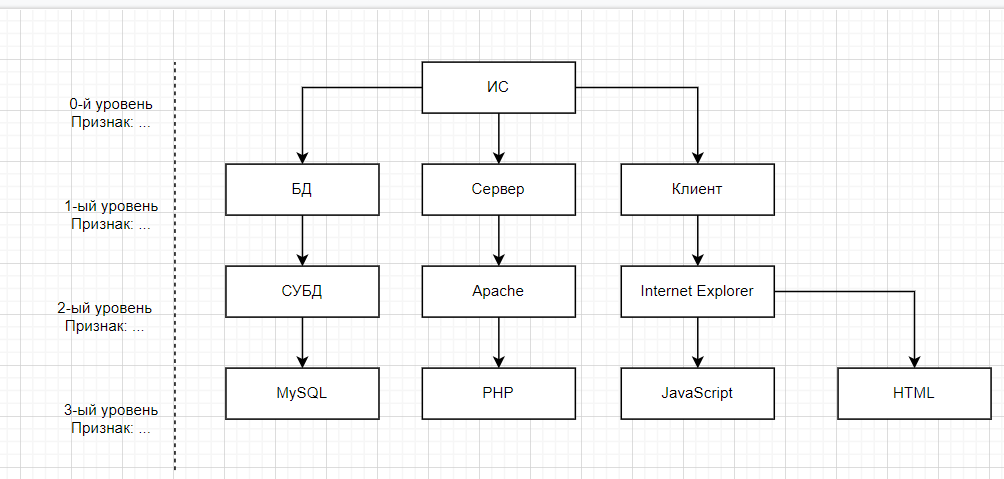 ИС
0-й уровень
Признак: ...
БД
Сервер
Клиент
1-ый уровень
Признак: ...
СУБД
Apache
Internet Explorer
2-ый уровень
Признак: ...
MySQL
PHP
JavaScript
HTML
3-ый уровень
Признак: ...